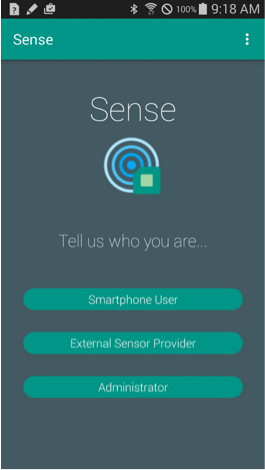 100% 9:18 AM
Sense
Sense
Tell us who you are...
Smartphone User
External Sensor Provider
Administrator